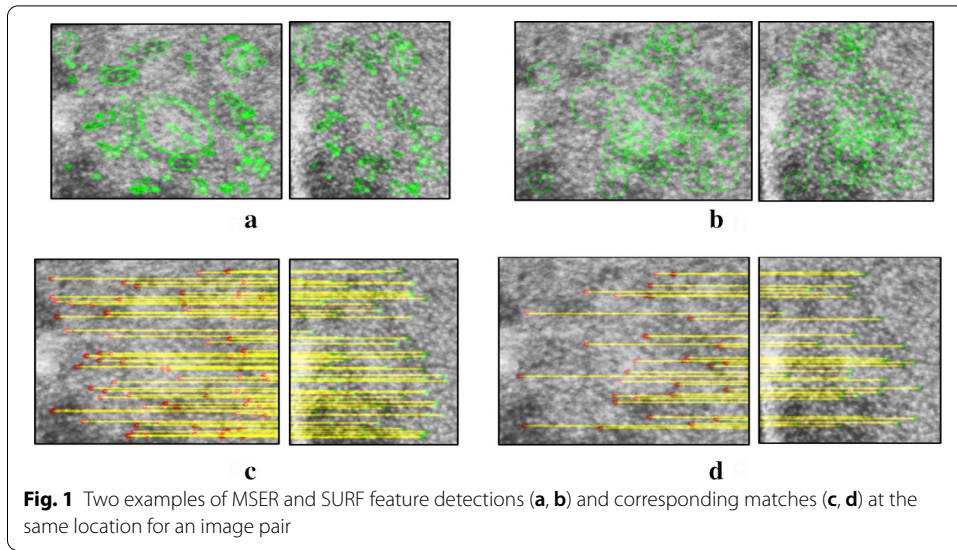 a
b
c
d
Fig. 1 Two examples of MSER and SURF feature detections (a, b) and corresponding matches (c, d) at the
same location for an image pair